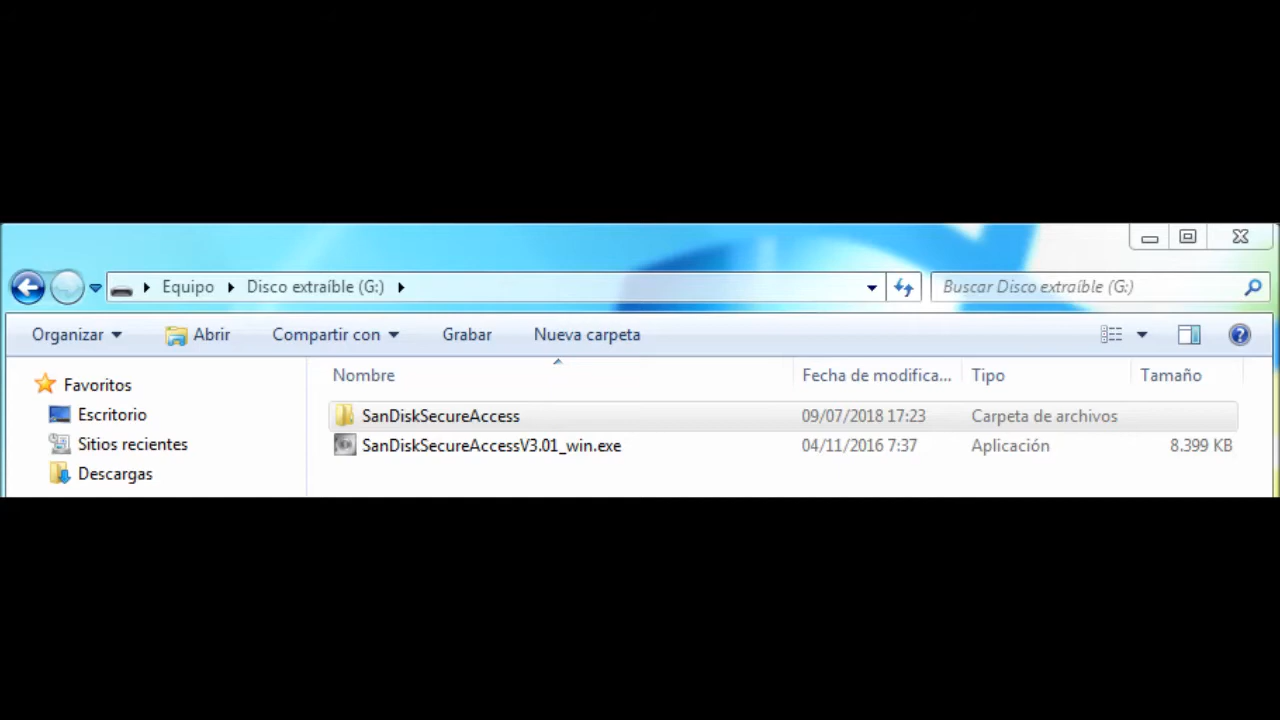 Equipo Disco extraíble (G:) Buscar Disco extraíble (G:)
Organizar Abrir Compartir con Grabar Nueva carpeta
Favoritos
Escritorio
Sitios recientes
Descargas
Nombre Fecha de modifica... Tipo Tamaño
SanDiskSecureAccess 09/07/2018 17:23 Carpeta de archivos
SanDiskSecureAccessV3.01_win.exe 04/11/2016 7:37 Aplicación 8.399 KB